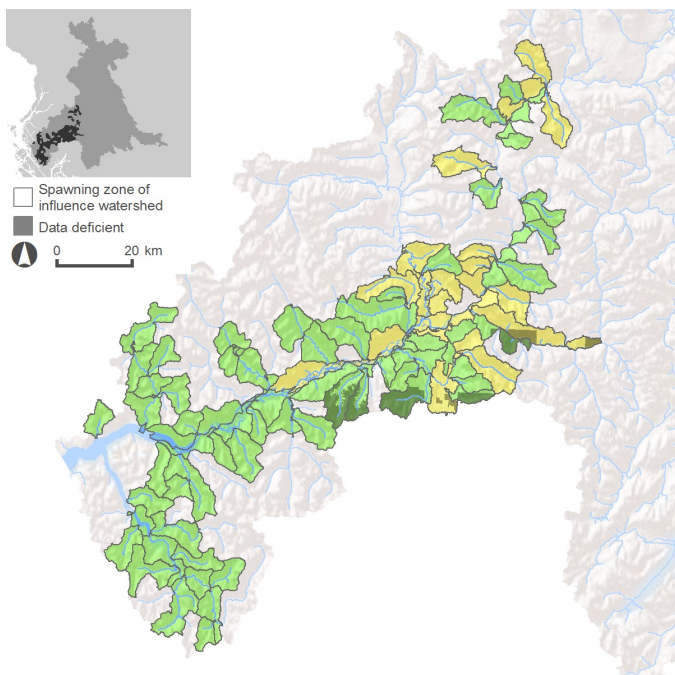 Spawning zone of
influence watershed
Data deficient
0 20 km